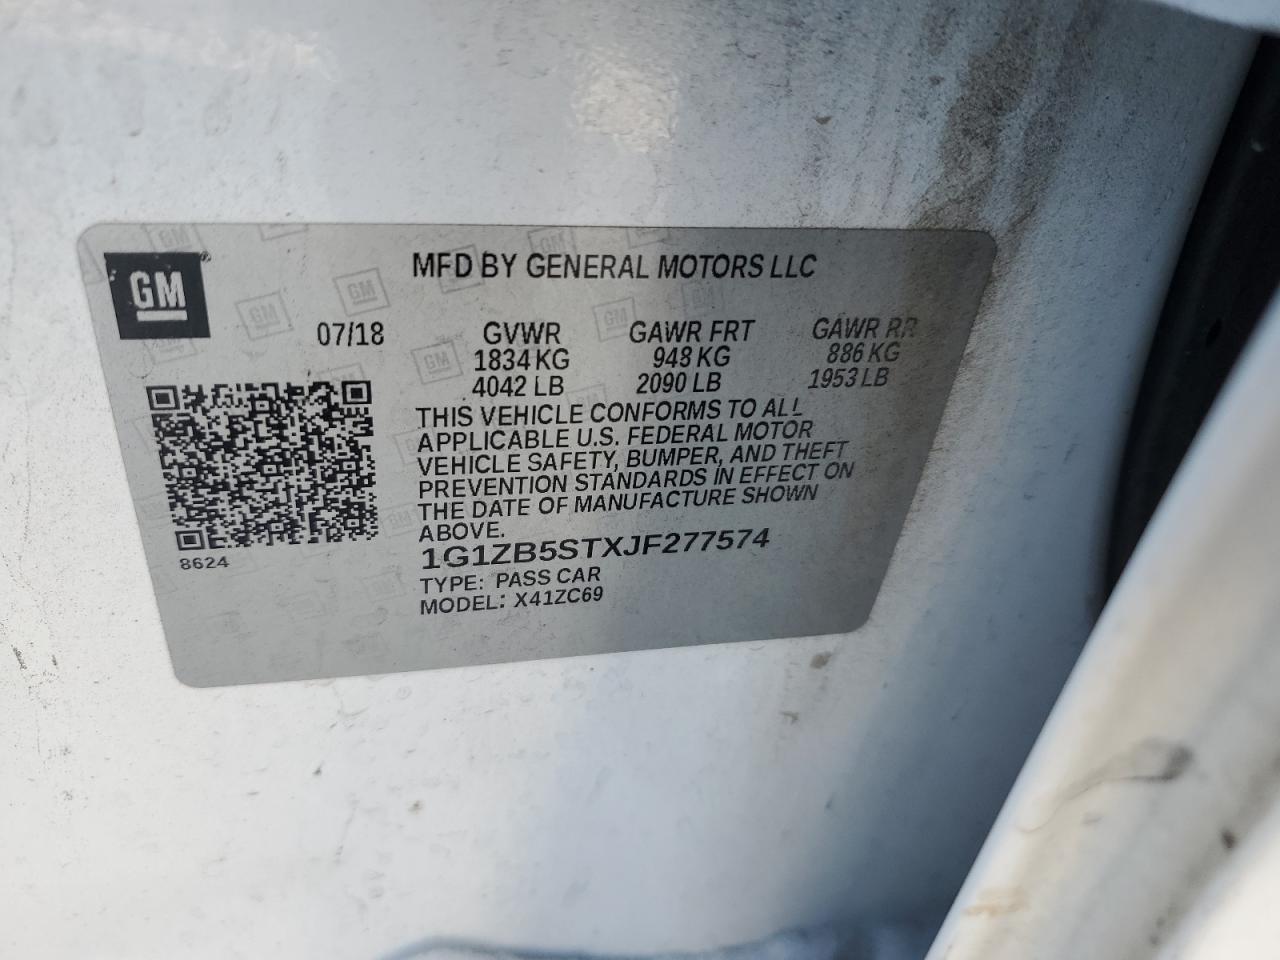 GM
MFD BY GENERAL MOTORS LLC
07/18 GVWR GAWR FRT GAWR RR
1834 KG 948 KG 886 KG
4042 LB 2090 LB 1953 LB
THIS VEHICLE CONFORMS TO ALL
APPLICABLE U.S. FEDERAL MOTOR
VEHICLE SAFETY, BUMPER, AND THEFT
PREVENTION STANDARDS IN EFFECT ON
THE DATE OF MANUFACTURE SHOWN
ABOVE.
8624
1G1ZB5STXJF277574
TYPE: PASS CAR
MODEL: X41ZC69